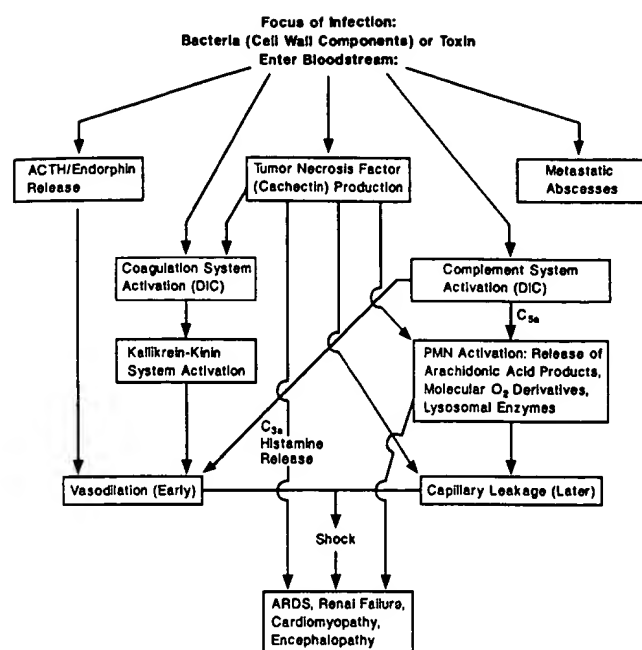 Focus of Infection:
Bacteria (Cell Wall Components) or Toxin
Enter Bloodstream:
ACTH/Endorphin
Release
Tumor Necrosis Factor
(Cachectin) Production
Metastatic
Abscesses
Coagulation System
Activation (DIC)
Complement System
Activation (DIC)
C5a
Kallikrein-Kinin
System Activation
PMN Activation: Release of
Arachidonic Acid Products,
Molecular O2 Derivatives,
Lysosomal Enzymes
C3a
Histamine
Release
Vasodilation (Early)
Capillary Leakage (Later)
Shock
ARDS, Renal Failure,
Cardiomyopathy,
Encephalopathy